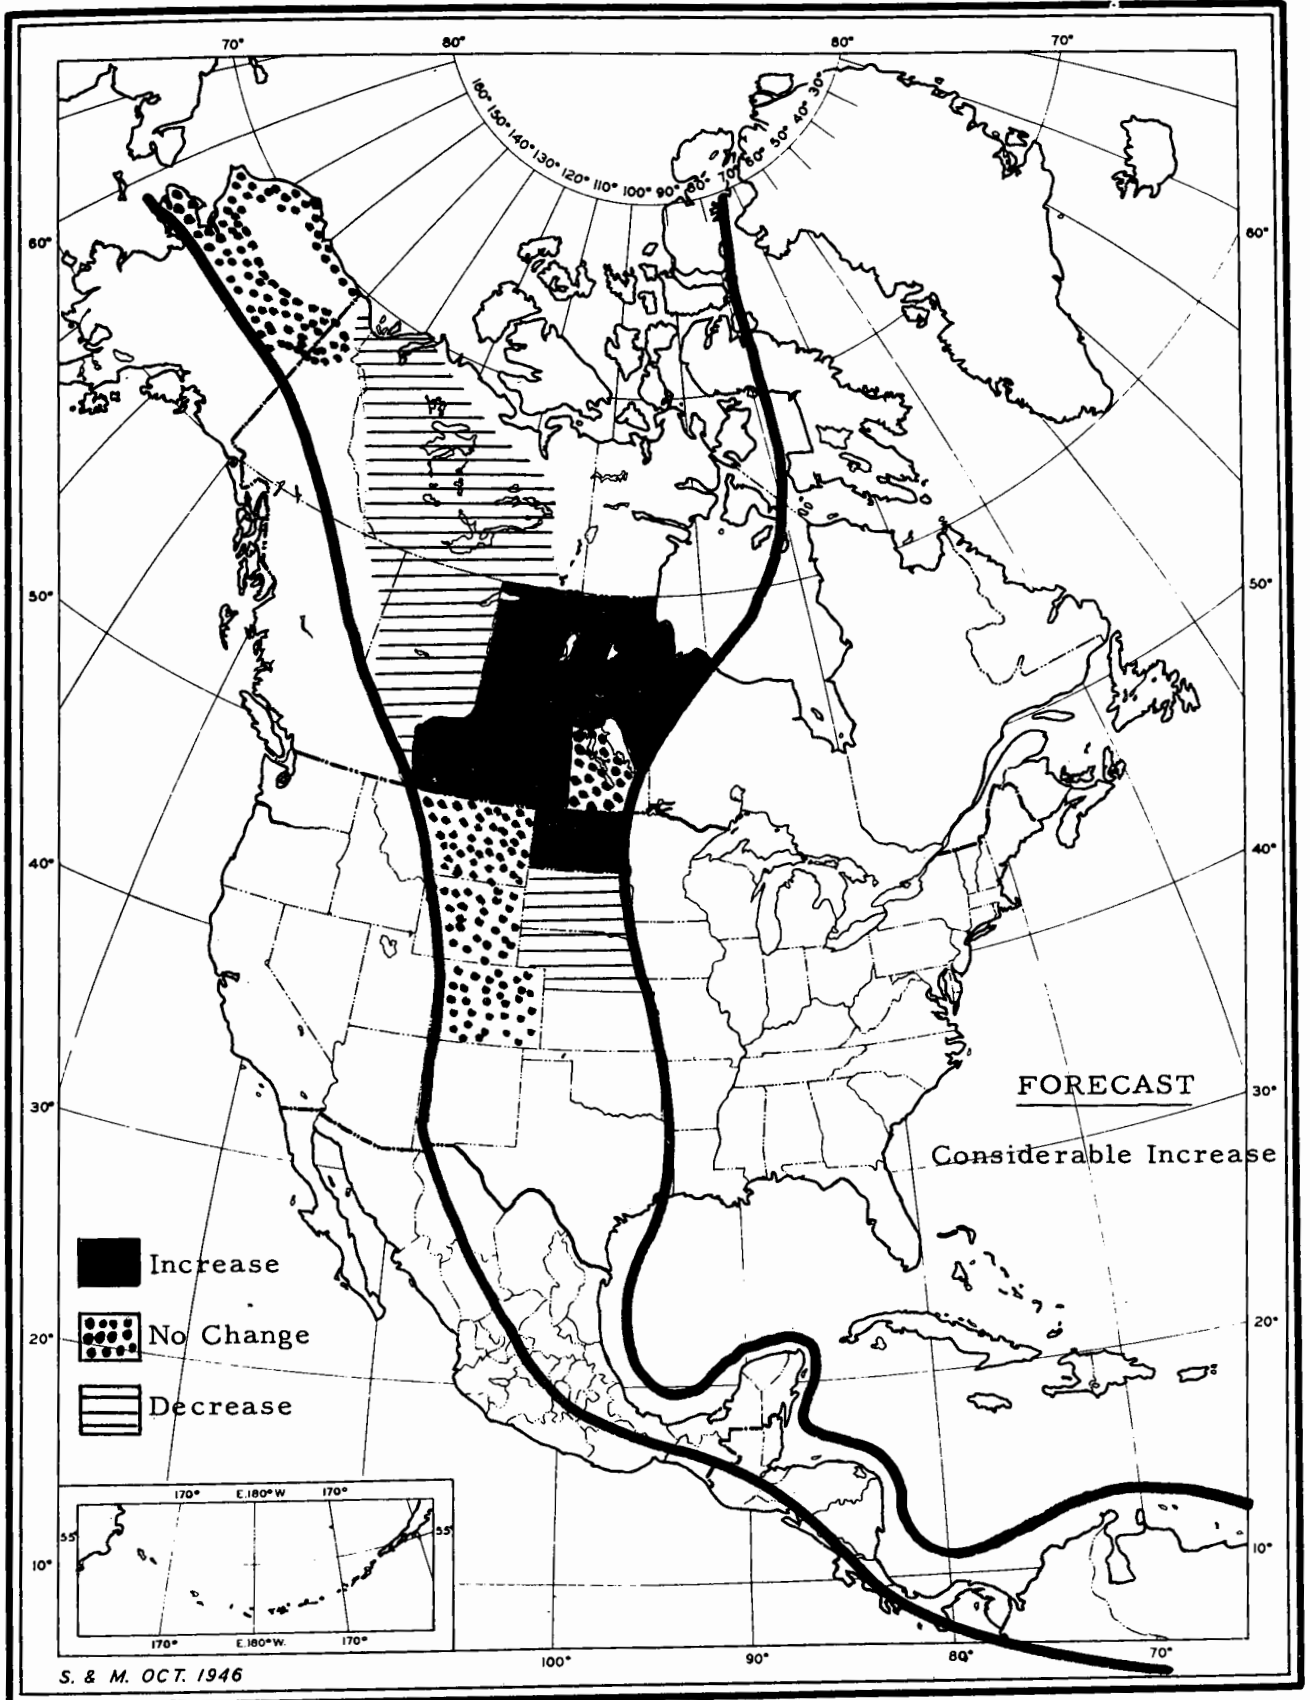 70° 80° 80° 70°
160° 150° 140° 130° 120° 110° 100° 90° 80° 70° 60° 50° 40° 30°
60° 60°
50° 50°
40° 40°
FORECAST
30° 30°
Considerable Increase
Increase
No Change
20° 20°
Decrease
170° E.180°W 170°
55° 55°
10° 10°
170° E.180°W. 170°
100° 90° 80° 70°
S. & M. OCT. 1946